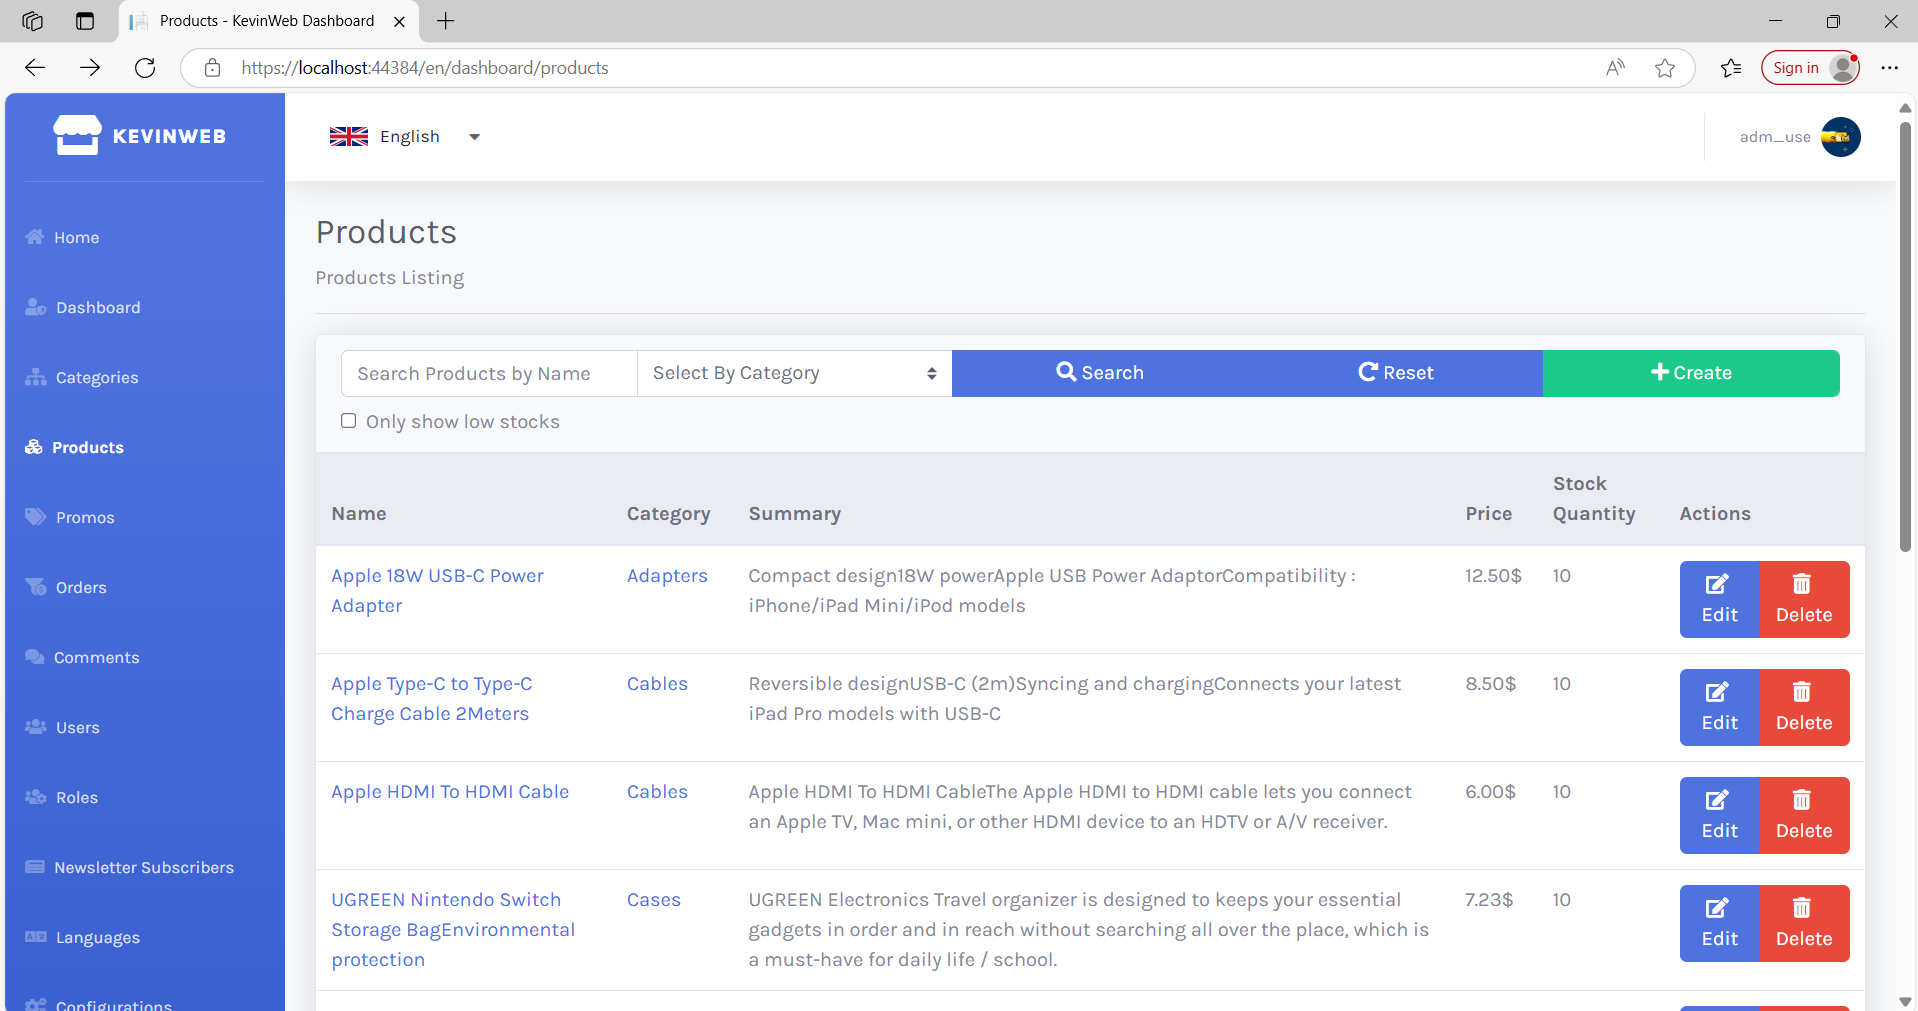 Products - KevinWeb Dashboard
https://localhost:44384/en/dashboard/products
Sign in
KEVINWEB
English
adm_use
Home
Dashboard
Categories
Products
Promos
Orders
Comments
Users
Roles
Newsletter Subscribers
Languages
Configurations
Products
Products Listing
Search Products by Name
Select By Category
Search
Reset
Create
Only show low stocks
Name
Category
Summary
Price
Stock
Quantity
Actions
Apple 18W USB-C Power
Adapter
Adapters
Compact design18W powerApple USB Power AdaptorCompatibility :
iPhone/iPad Mini/iPod models
12.50$
10
Edit
Delete
Apple Type-C to Type-C
Charge Cable 2Meters
Cables
Reversible designUSB-C (2m)Syncing and chargingConnects your latest
iPad Pro models with USB-C
8.50$
10
Edit
Delete
Apple HDMI To HDMI Cable
Cables
Apple HDMI To HDMI CableThe Apple HDMI to HDMI cable lets you connect
an Apple TV, Mac mini, or other HDMI device to an HDTV or A/V receiver.
6.00$
10
Edit
Delete
UGREEN Nintendo Switch
Storage BagEnvironmental
protection
Cases
UGREEN Electronics Travel organizer is designed to keeps your essential
gadgets in order and in reach without searching all over the place, which is
a must-have for daily life / school.
7.23$
10
Edit
Delete